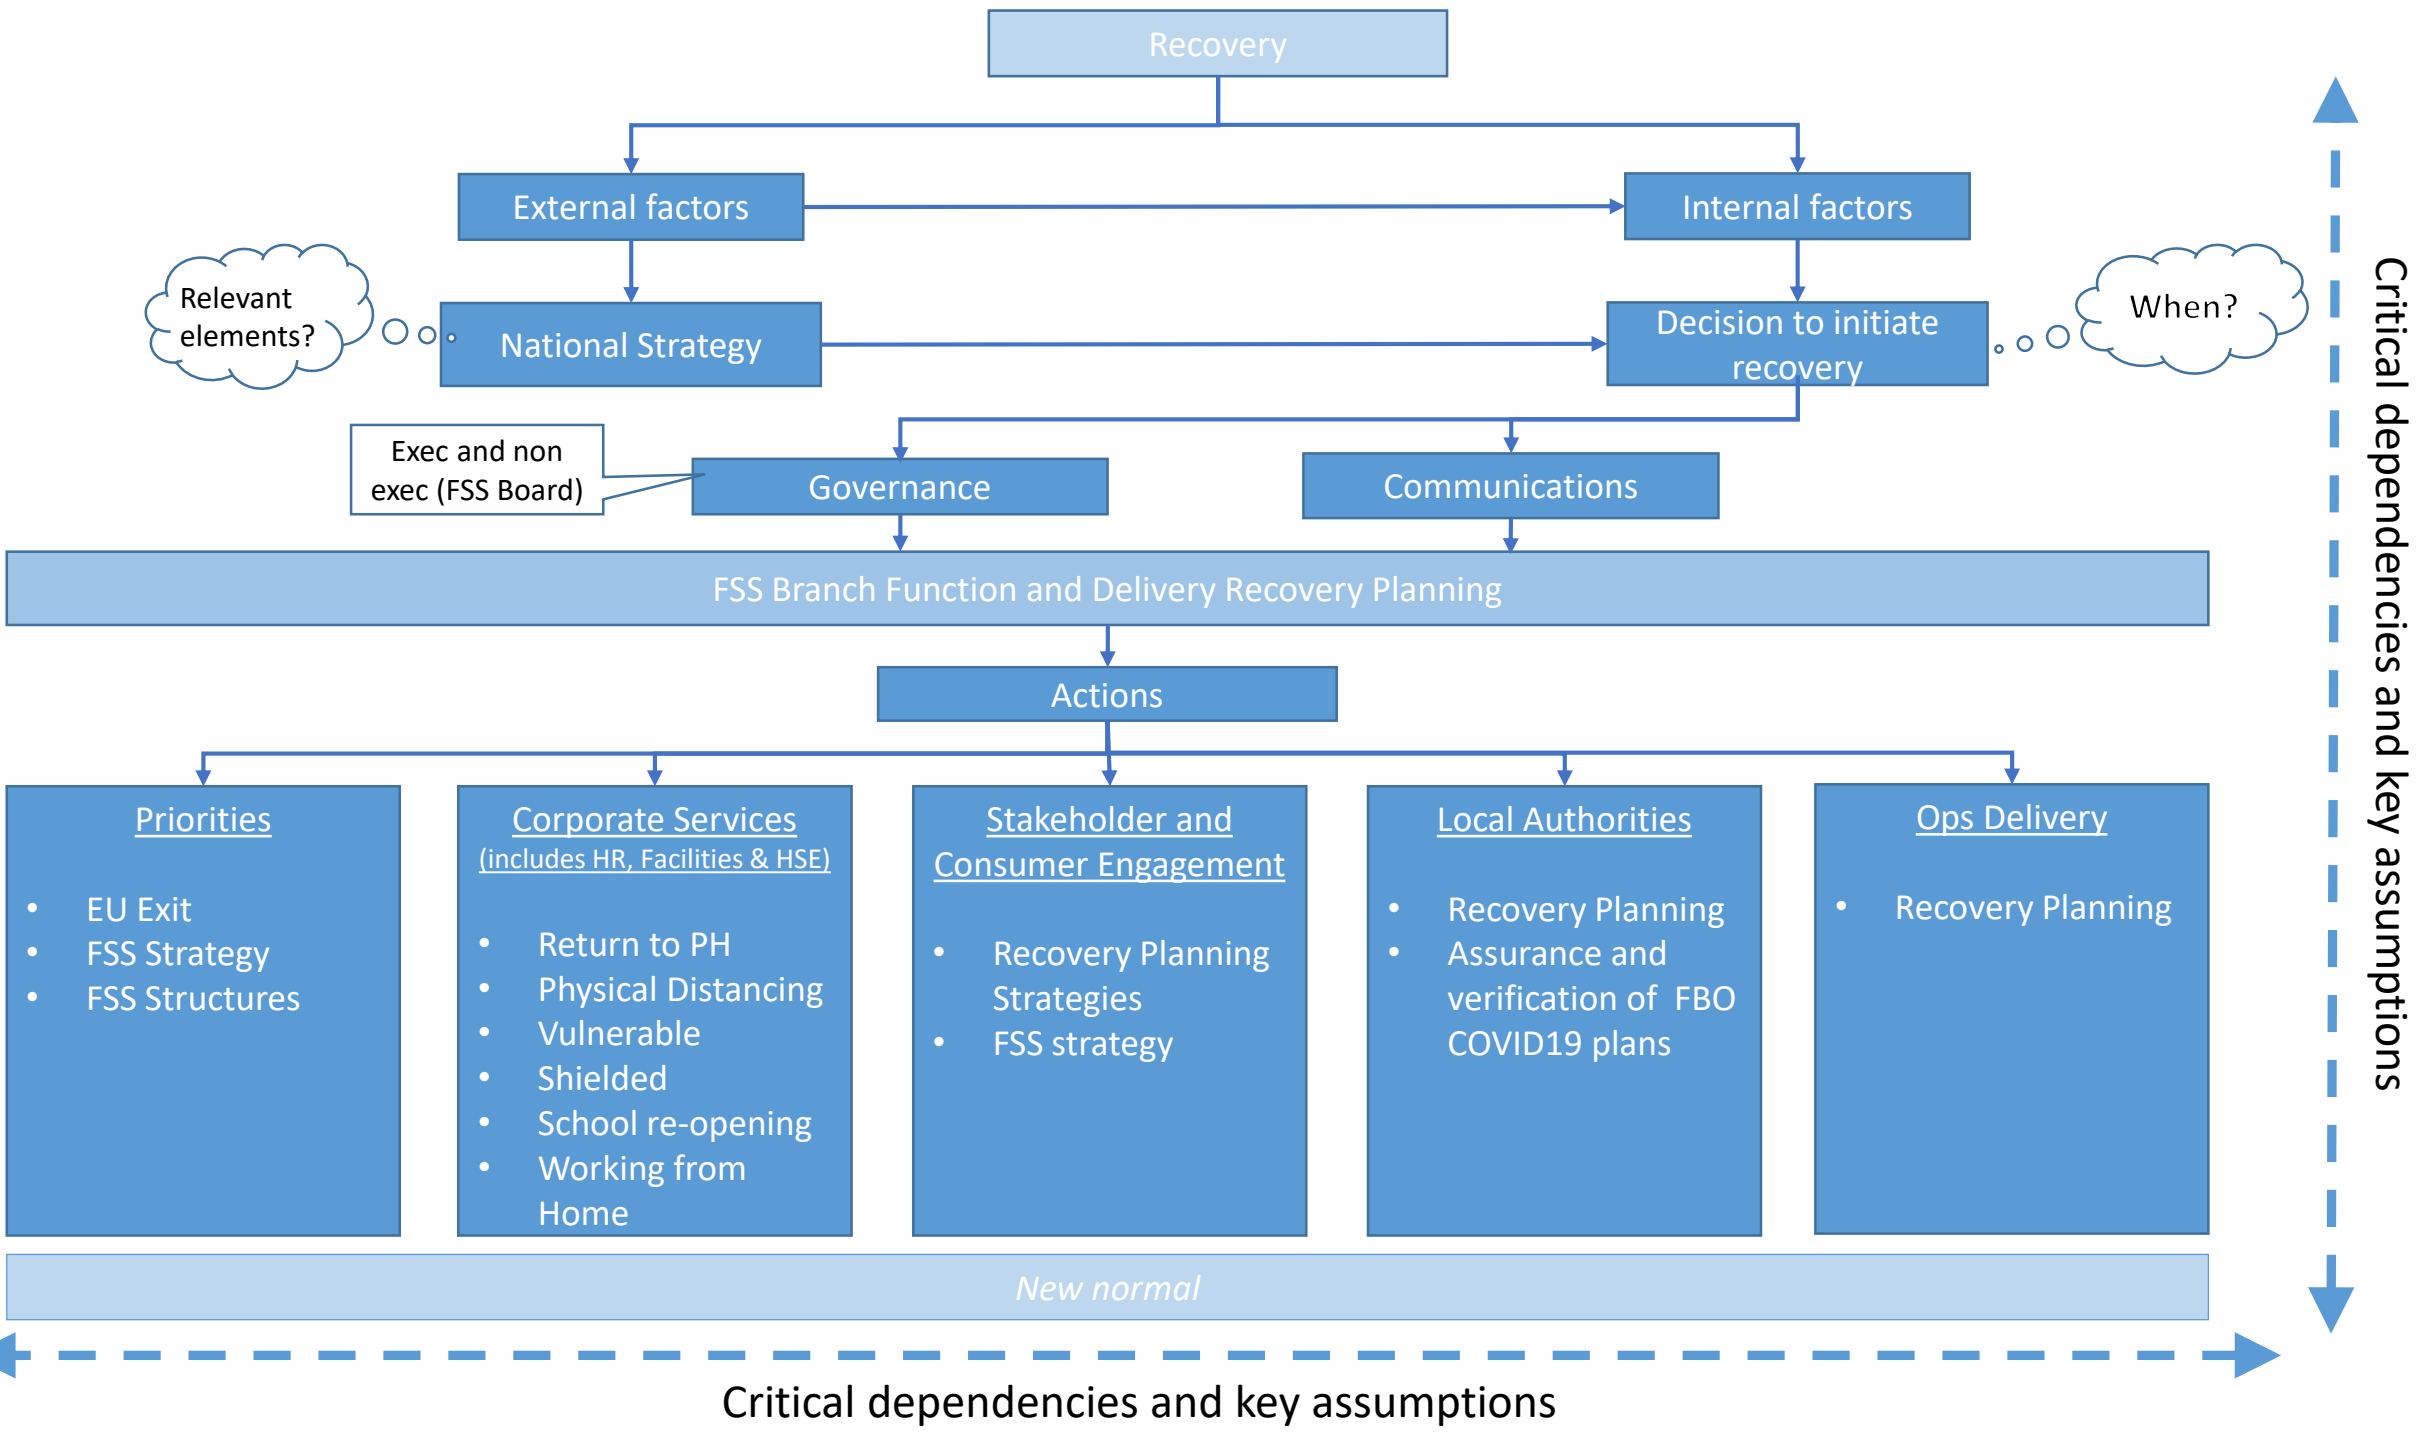 Recovery
External factors
Internal factors
Relevant
elements?
National Strategy
Decision to initiate
recovery
When?
Exec and non
exec (FSS Board)
Governance
Communications
FSS Branch Function and Delivery Recovery Planning
Actions
Priorities
• EU Exit
• FSS Strategy
• FSS Structures
Corporate Services
(includes HR, Facilities & HSE)
• Return to PH
• Physical Distancing
• Vulnerable
• Shielded
• School re-opening
• Working from
Home
Stakeholder and
Consumer Engagement
• Recovery Planning
Strategies
• FSS strategy
Local Authorities
• Recovery Planning
• Assurance and
verification of FBO
COVID19 plans
Ops Delivery
• Recovery Planning
New normal
Critical dependencies and key assumptions
Critical dependencies and key assumptions